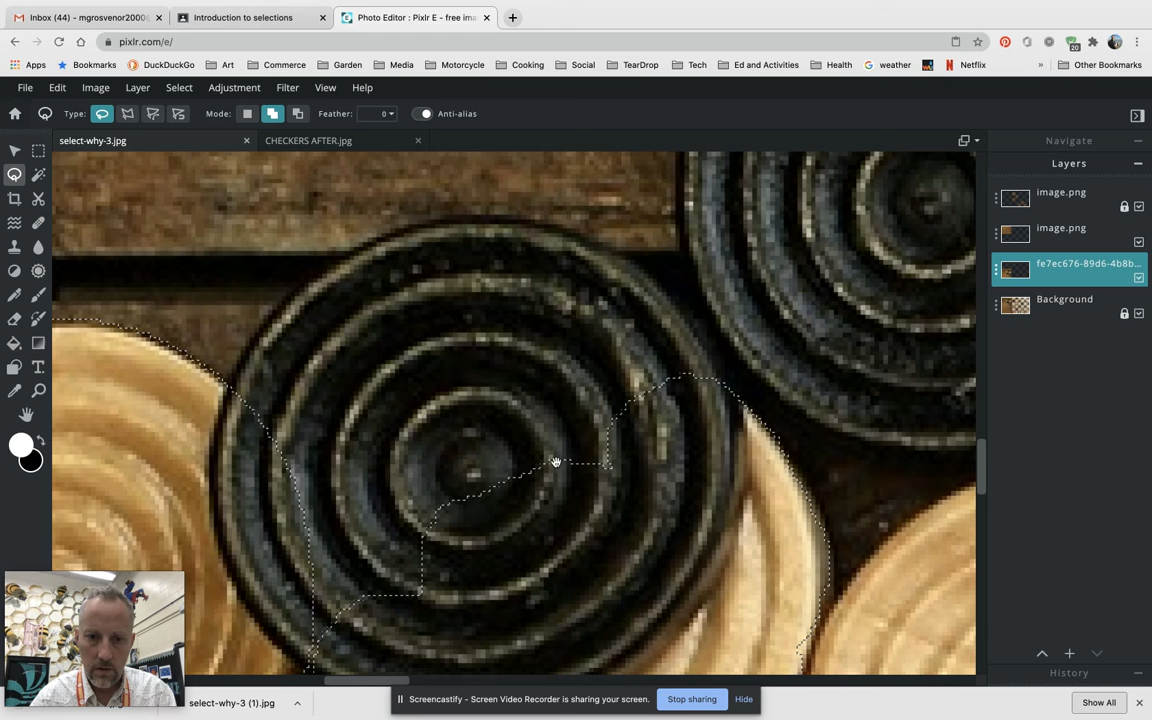 Inbox (44) - mgrosvenor2000
Introduction to selections
Photo Editor : Pixlr E - free ima
pixlr.com/e/
20
Apps
Bookmarks
DuckDuckGo
Art
Commerce
Garden
Media
Motorcycle
Cooking
Social
TearDrop
Tech
Ed and Activities
Health
weather
Netflix
»
Other Bookmarks
File Edit Image Layer Select Adjustment Filter View Help
Type:
Mode:
Feather: 0
Anti-alias
select-why-3.jpg
CHECKERS AFTER.jpg
Navigate
Layers
image.png
image.png
fe7ec676-89d6-4b8b...
Background
History
select-why-3 (1).jpg
Screencastify - Screen Video Recorder is sharing your screen.
Stop sharing
Hide
Show All